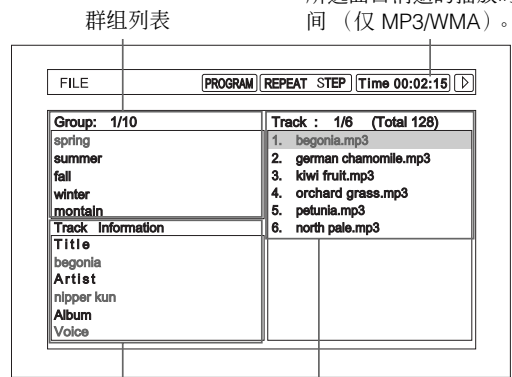 群组列表
间 （仅 MP3/WMA）。
FILE PROGRAM REPEAT STEP Time 00:02:15
Group: 1/10
spring
summer
fall
winter
montain
Track Information
Title
begonia
Artist
nipper kun
Album
Voice
Track : 1/6 (Total 128)
1. begonia.mp3
2. german chamomile.mp3
3. kiwi fruit.mp3
4. orchard grass.mp3
5. petunia.mp3
6. north pale.mp3